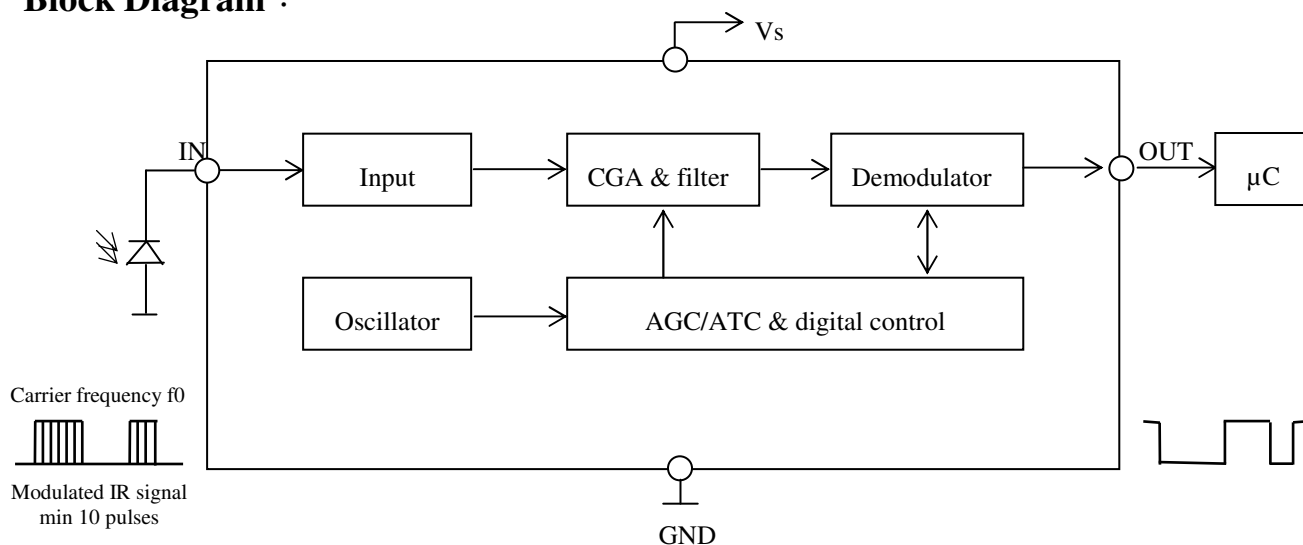 Block Diagram :
Vs
IN
Input
CGA & filter
Demodulator
OUT
µC
Oscillator
AGC/ATC & digital control
Carrier frequency f0
Modulated IR signal
min 10 pulses
GND